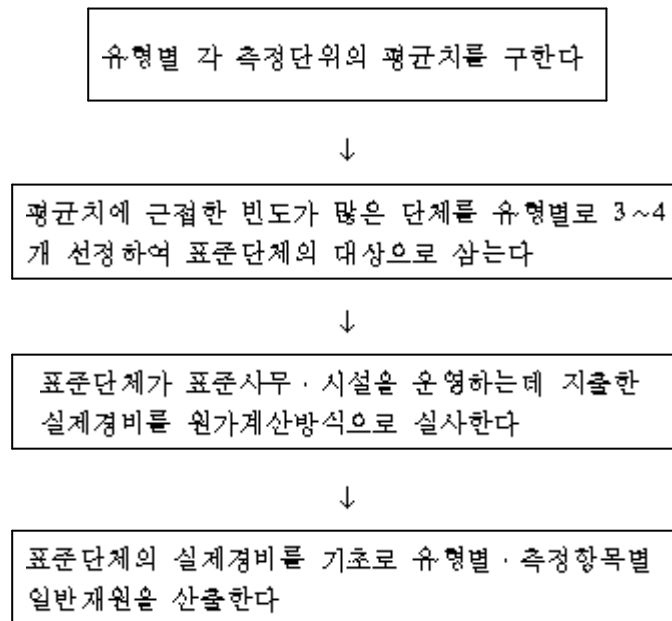 유형별 각 측정단위의 평균치를 구한다
↓
평균치에 근접한 빈도가 많은 단체를 유형별로 3~4
개 선정하여 표준단체의 대상으로 삼는다
↓
표준단체가 표준사무·시설을 운영하는데 지출한
실제경비를 원가계산방식으로 실사한다
↓
표준단체의 실제경비를 기초로 유형별·측정항목별
일반재원을 산출한다